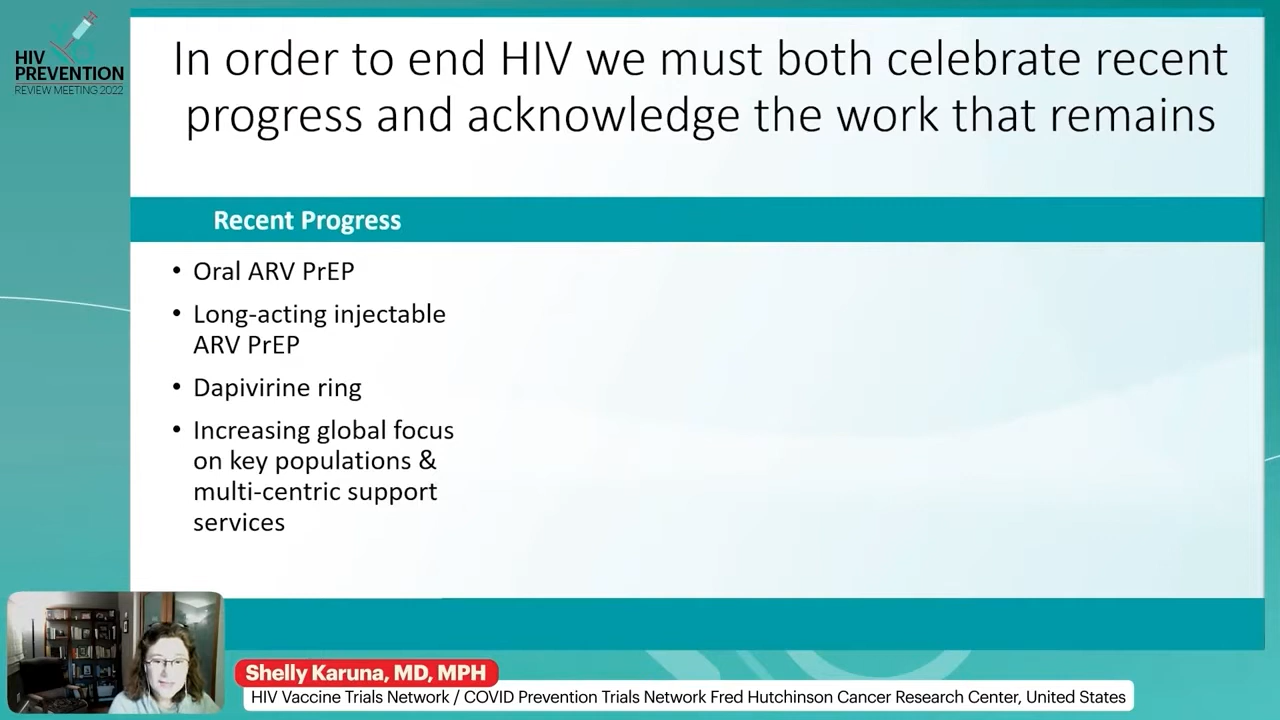 HIV
PREVENTION
REVIEW MEETING 2022
In order to end HIV we must both celebrate recent
progress and acknowledge the work that remains
Recent Progress
• Oral ARV PrEP
• Long-acting injectable
ARV PrEP
• Dapivirine ring
• Increasing global focus
on key populations &
multi-centric support
services
Shelly Karuna, MD, MPH
HIV Vaccine Trials Network / COVID Prevention Trials Network Fred Hutchinson Cancer Research Center, United States